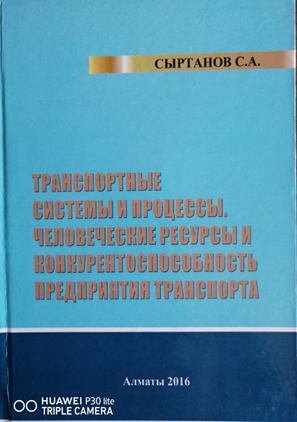 СЫРТАНОВ С.А.
ТРАНСПОРТНЫЕ
СИСТЕМЫ И ПРОЦЕССЫ.
ЧЕЛОВЕЧЕСКИЕ РЕСУРСЫ И
КОНКУРЕНТОСПОСОБНОСТЬ
ПРЕДПРИЯТИЯ ТРАНСПОРТА
Алматы 2016
HUAWEI P30 lite
TRIPLE CAMERA